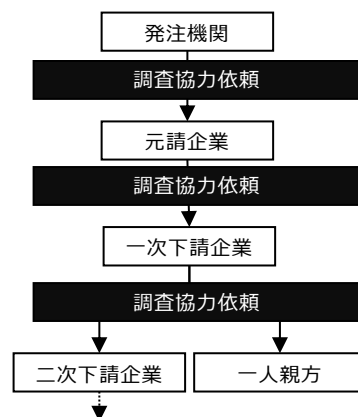 発注機関
調査協力依頼
元請企業
調査協力依頼
一次下請企業
調査協力依頼
二次下請企業
一人親方